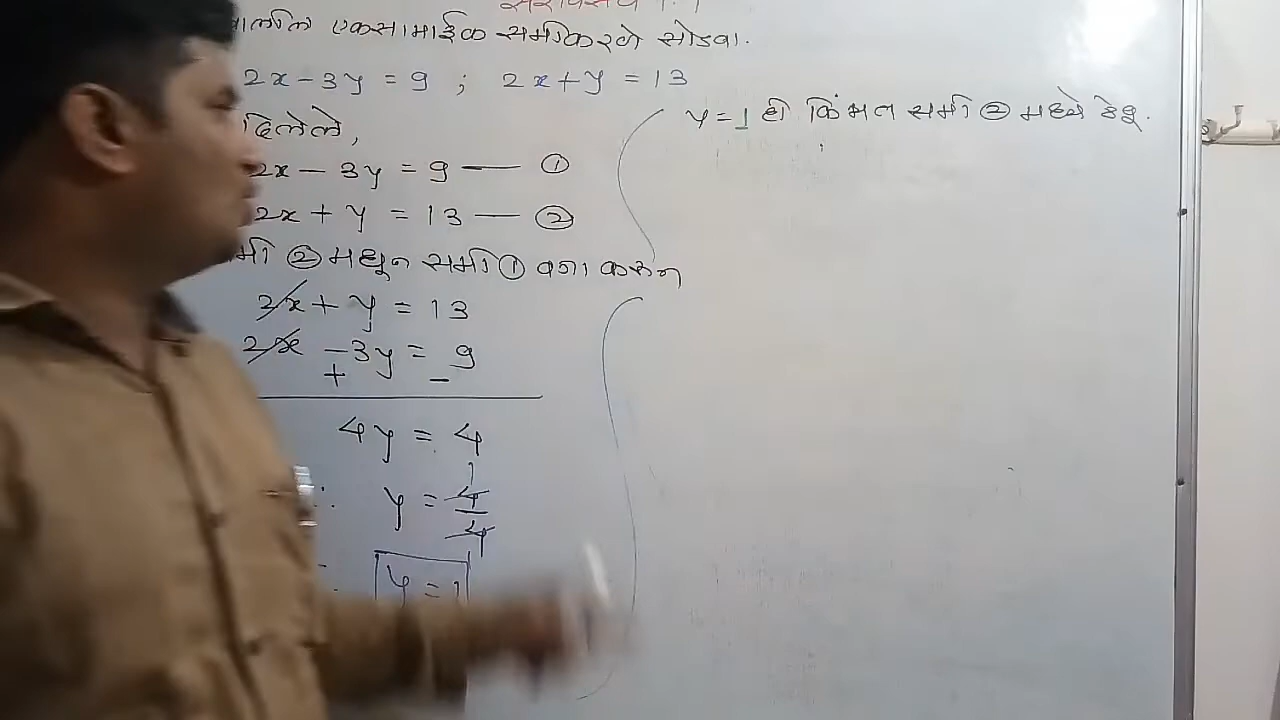 एकसामाईक समीकरणे सोडवा.
2x - 3y = 9 ; 2x + y = 13
दिलेले,
2x - 3y = 9 — ①
2x + y = 13 — ②
② मधून समी ① वजा करून
2x + y = 13
2x - 3y = 9
+ -
4y = 4
∴ y = 4/4 1
y = 1
y = 1 ही किंमत समी ② मध्ये ठेवू.